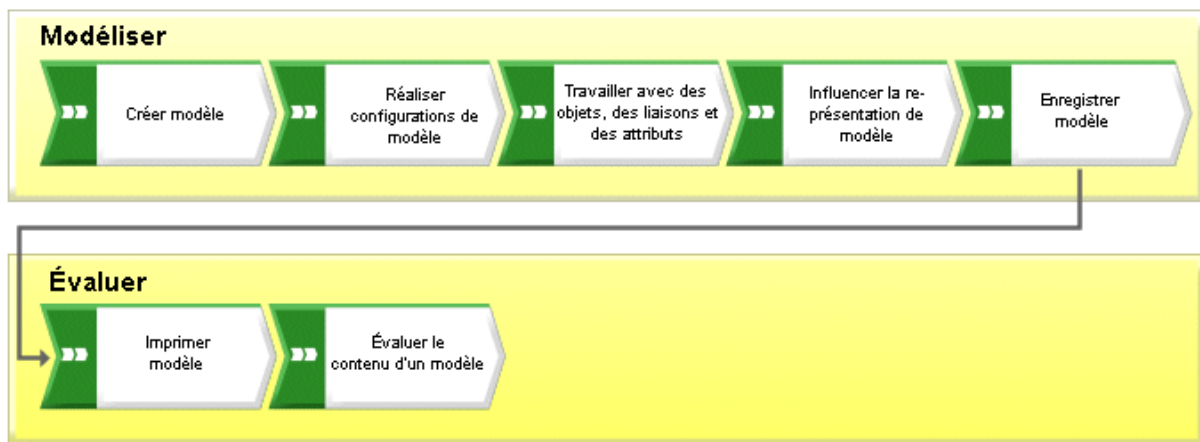 Modéliser
Créer modèle
Réaliser
configurations de
modèle
Travailler avec des
objets, des liaisons et
des attributs
Influencer la re-
présentation de
modèle
Enregistrer
modèle
Évaluer
Imprimer
modèle
Évaluer le
contenu d'un modèle